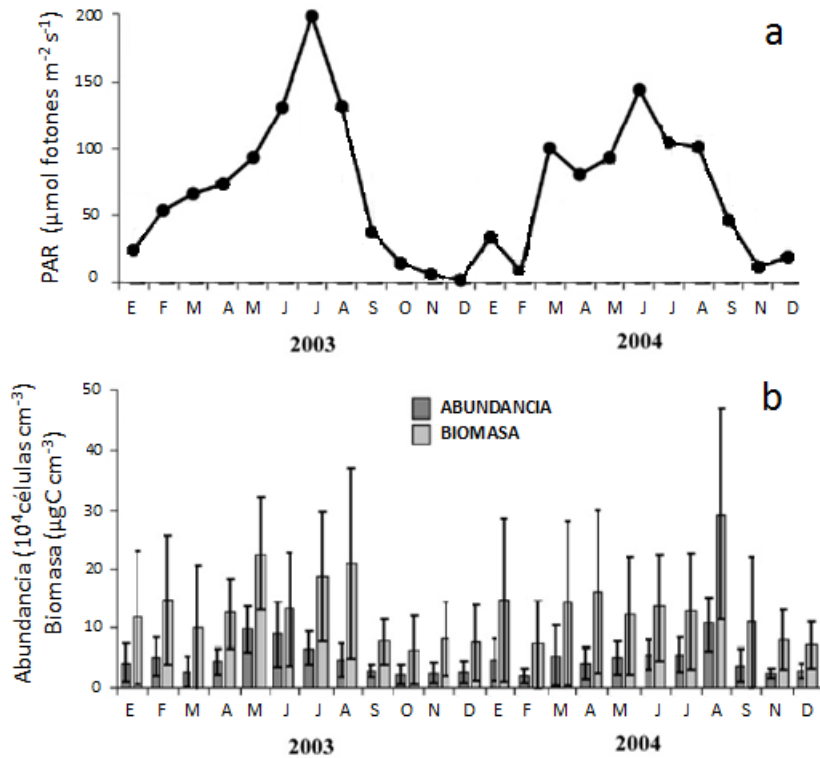 a
PAR (µmol fotones m⁻² s⁻¹)
200
150
100
50
0
E F M A M J J A S O N D E F M A M J J A S N D
2003 2004
b
Abundancia (10⁴células cm⁻³)
Biomasa (µgC cm⁻³)
50
40
30
20
10
0
ABUNDANCIA
BIOMASA
E F M A M J J A S O N D E F M A M J J A S N D
2003 2004